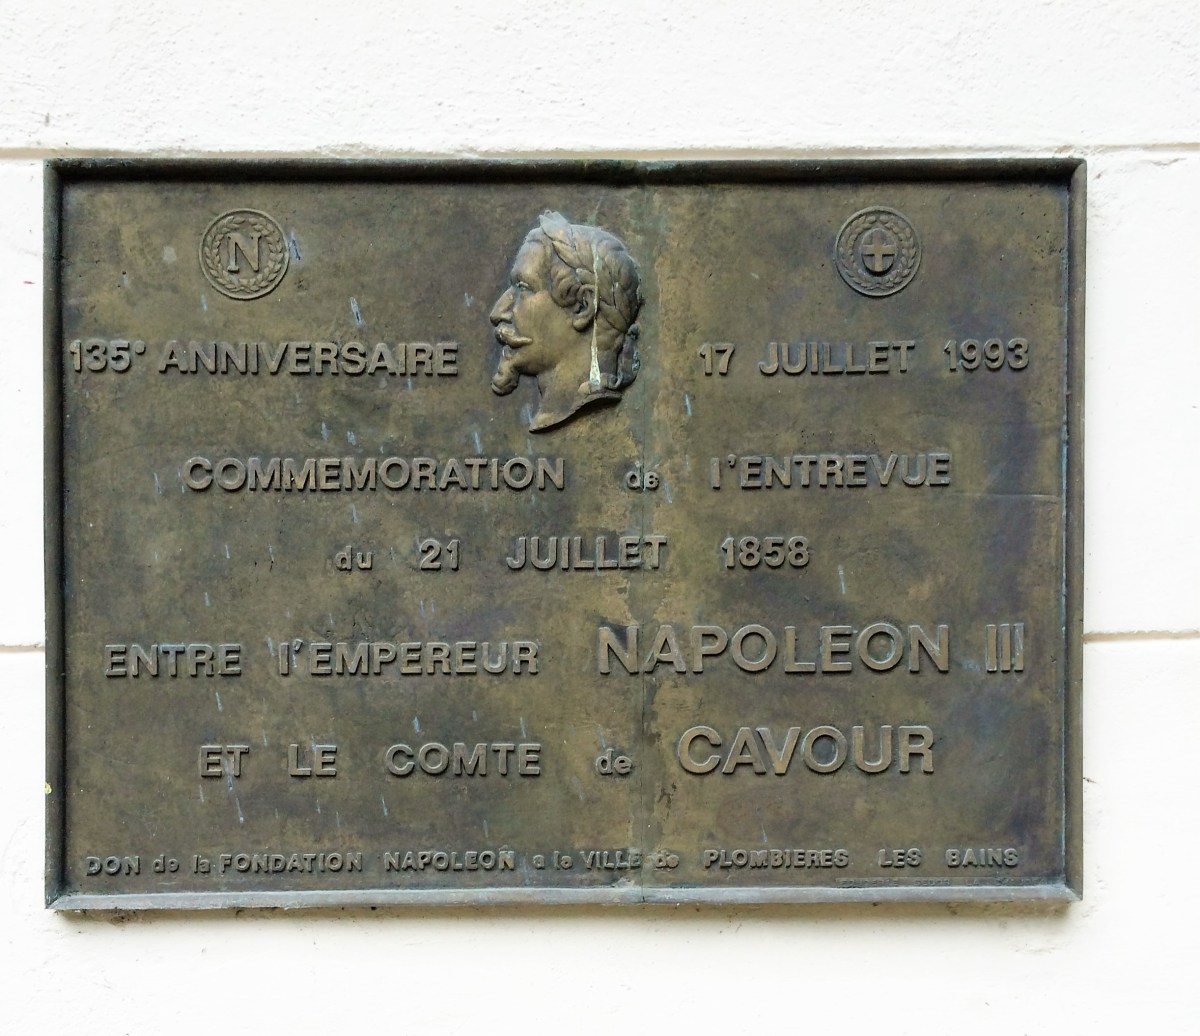 N
135° ANNIVERSAIRE 17 JUILLET 1993
COMMEMORATION de l'ENTREVUE
du 21 JUILLET 1858
ENTRE l'EMPEREUR NAPOLEON III
ET LE COMTE de CAVOUR
DON de la FONDATION NAPOLEON a la VILLE de PLOMBIERES LES BAINS